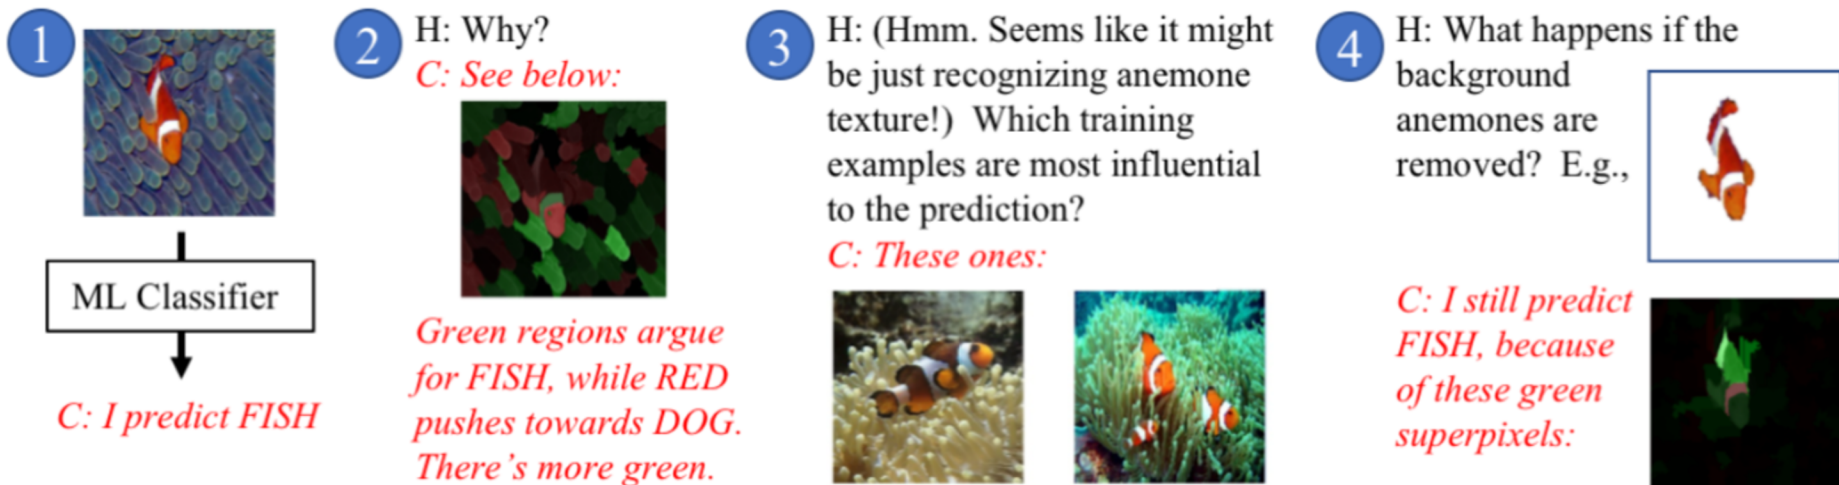 1
C: I predict FISH
ML Classifier
2
H: Why?
C: See below:
Green regions argue
for FISH, while RED
pushes towards DOG.
There's more green.
3
H: (Hmm. Seems like it might
be just recognizing anemone
texture!) Which training
examples are most influential
to the prediction?
C: These ones:
4
H: What happens if the
background
anemones are
removed? E.g.,
C: I still predict
FISH, because
of these green
superpixels: